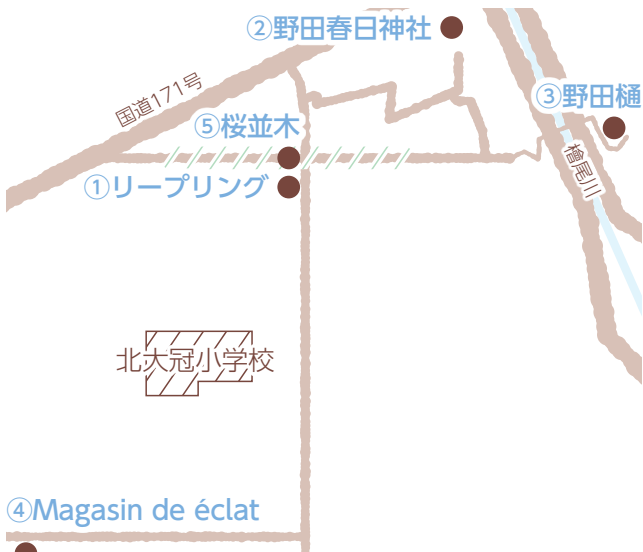 ②野田春日神社
国道171号
③野田樋
⑤桜並木
檜尾川
①リープリング
北大冠小学校
④Magasin de éclat